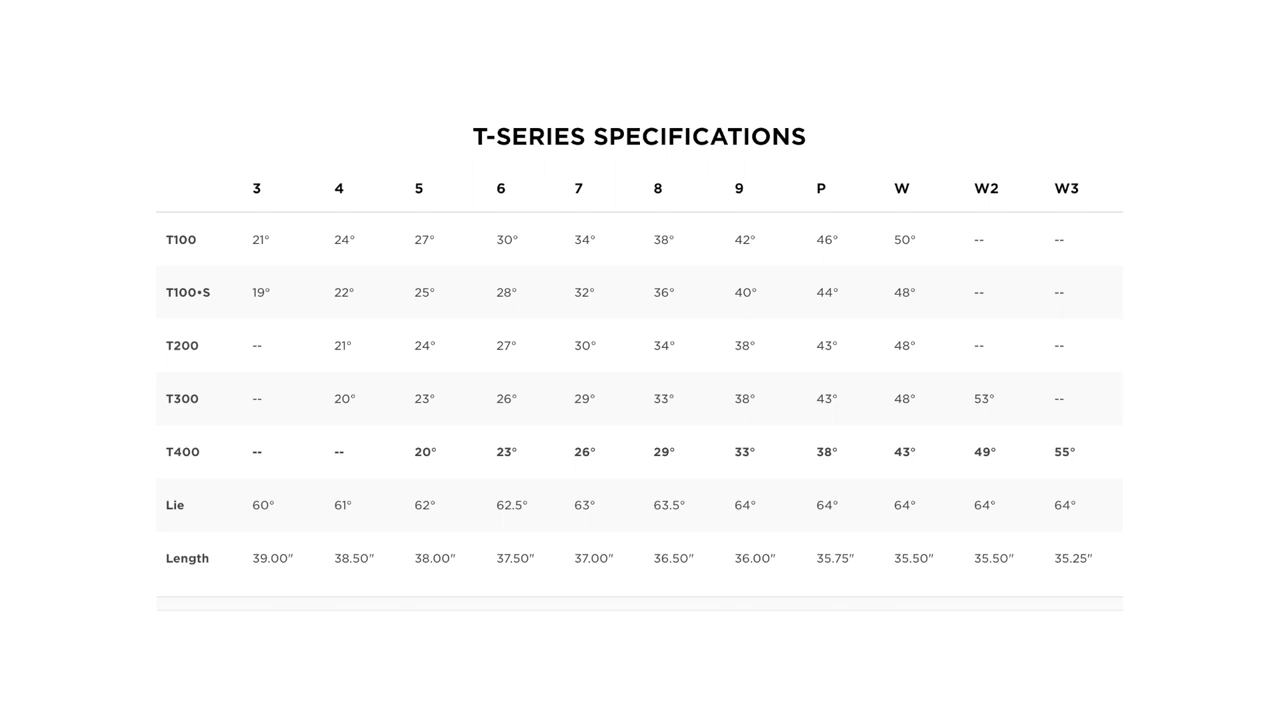 T-SERIES SPECIFICATIONS
3 4 5 6 7 8 9 P W W2 W3
T100 21° 24° 27° 30° 34° 38° 42° 46° 50° -- --
T100•S 19° 22° 25° 28° 32° 36° 40° 44° 48° -- --
T200 -- 21° 24° 27° 30° 34° 38° 43° 48° -- --
T300 -- 20° 23° 26° 29° 33° 38° 43° 48° 53° --
T400 -- -- 20° 23° 26° 29° 33° 38° 43° 49° 55°
Lie 60° 61° 62° 62.5° 63° 63.5° 64° 64° 64° 64° 64°
Length 39.00" 38.50" 38.00" 37.50" 37.00" 36.50" 36.00" 35.75" 35.50" 35.50" 35.25"